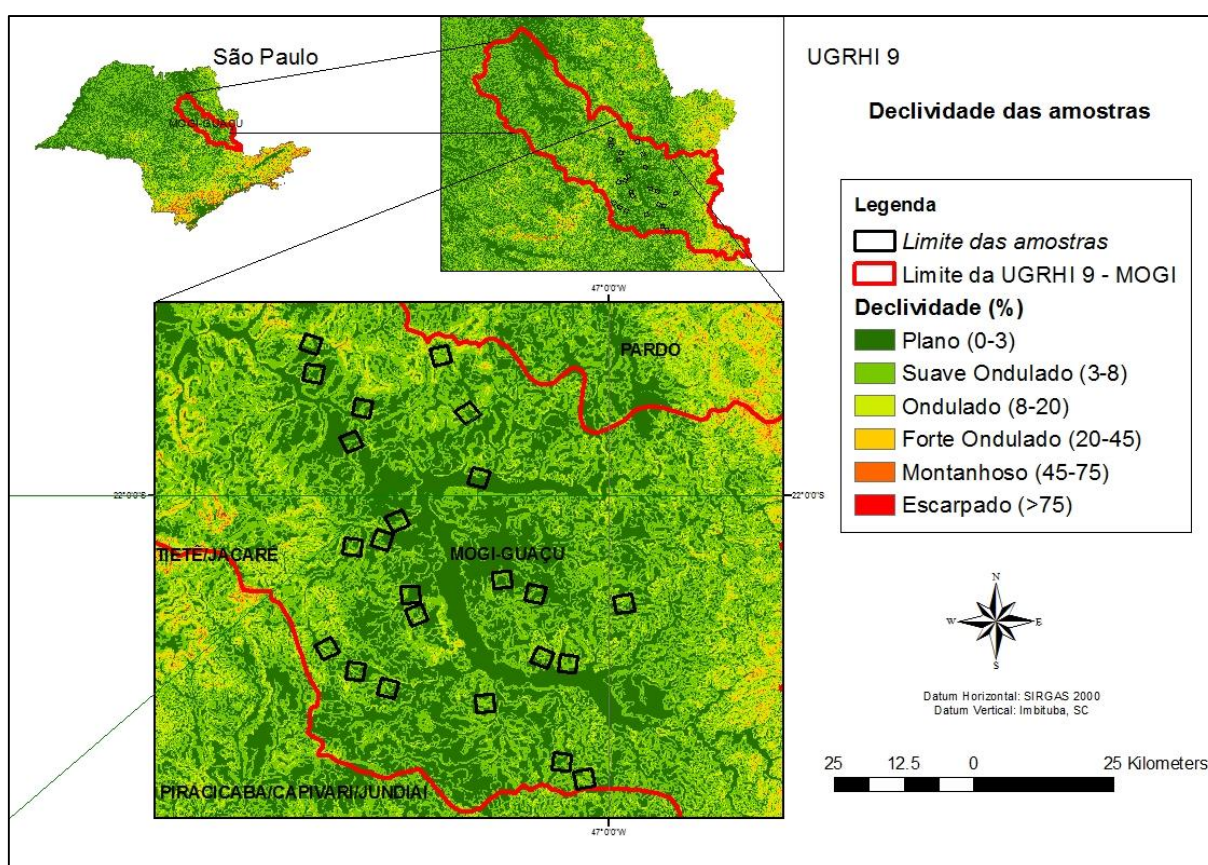 São Paulo
MOGI-GUAÇU
UGRHI 9
Declividade das amostras
Legenda
Limite das amostras
Limite da UGRHI 9 - MOGI
Declividade (%)
Plano (0-3)
Suave Ondulado (3-8)
Ondulado (8-20)
Forte Ondulado (20-45)
Montanhoso (45-75)
Escarpado (>75)
47°0'0"W
PARDO
22°0'0"S
22°0'0"S
TIETÊ/JACARÉ
MOGI-GUAÇU
PIRACICABA/CAPIVARI/JUNDIAÍ
47°0'0"W
N
W
E
S
Datum Horizontal: SIRGAS 2000
Datum Vertical: Imbituba, SC
25 12.5 0 25 Kilometers